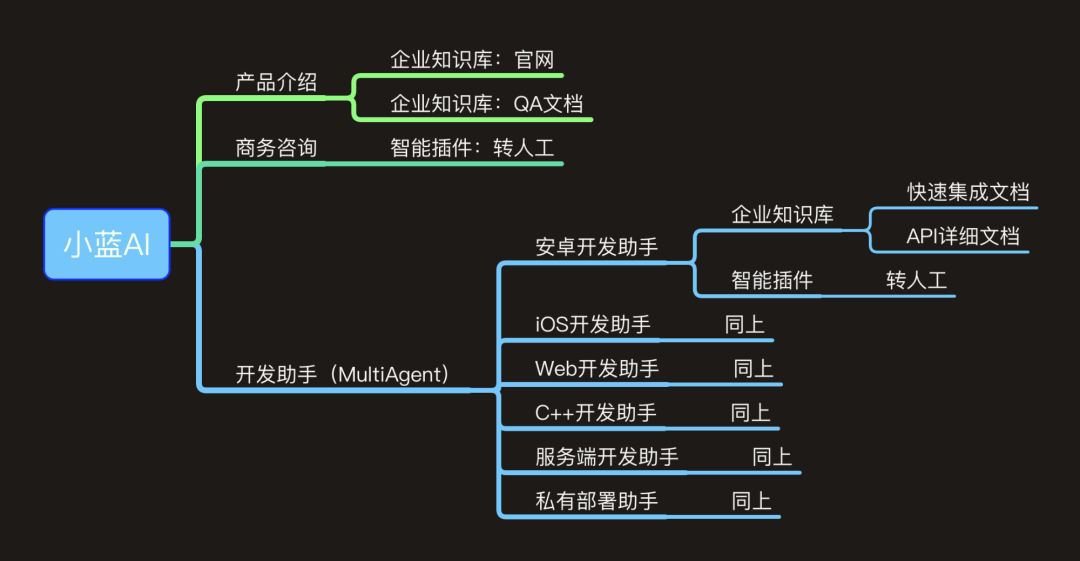 小蓝AI
产品介绍
企业知识库：官网
企业知识库：QA文档
商务咨询
智能插件：转人工
开发助手（MultiAgent）
安卓开发助手
企业知识库
快速集成文档
API详细文档
智能插件
转人工
iOS开发助手
同上
Web开发助手
同上
C++开发助手
同上
服务端开发助手
同上
私有部署助手
同上